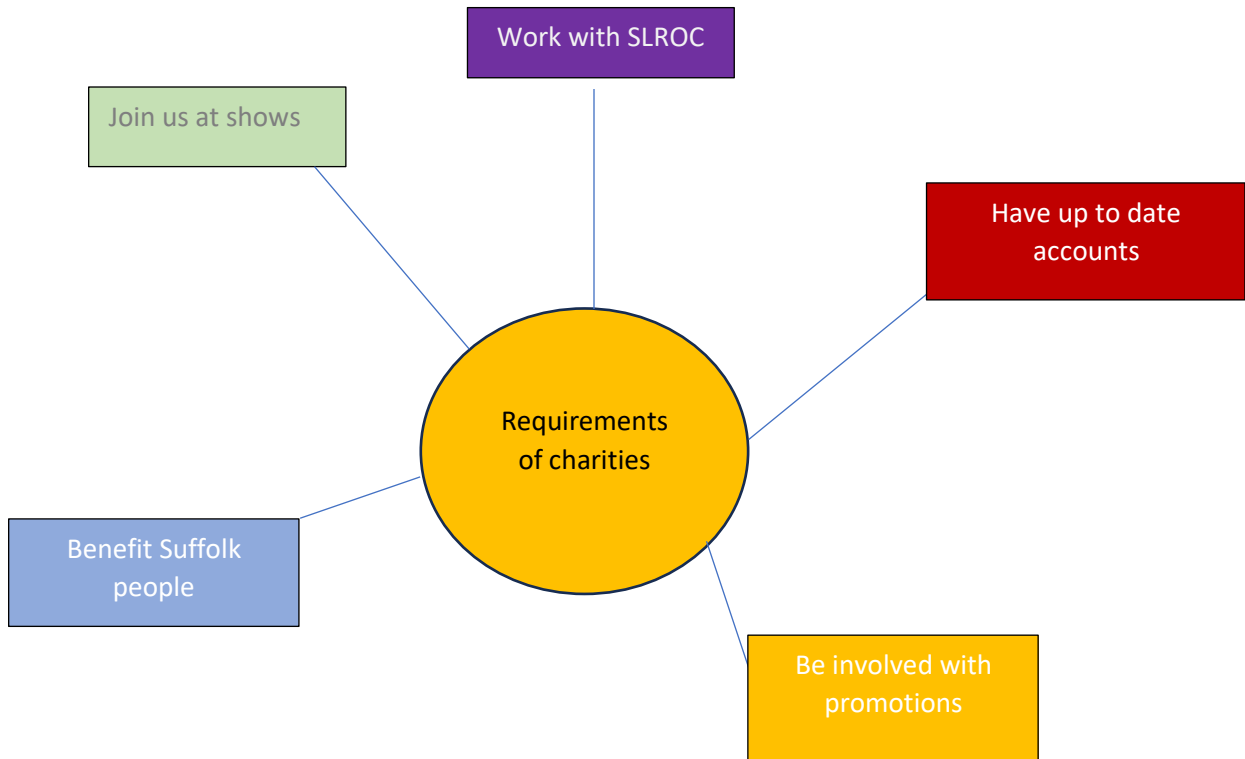 Work with SLROC
Join us at shows
Have up to date
accounts
Requirements
of charities
Benefit Suffolk
people
Be involved with
promotions